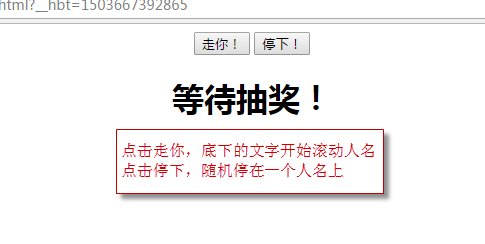 html?__hbt=1503667392865
走你！ 停下！
等待抽奖！
点击走你，底下的文字开始滚动人名
点击停下，随机停在一个人名上